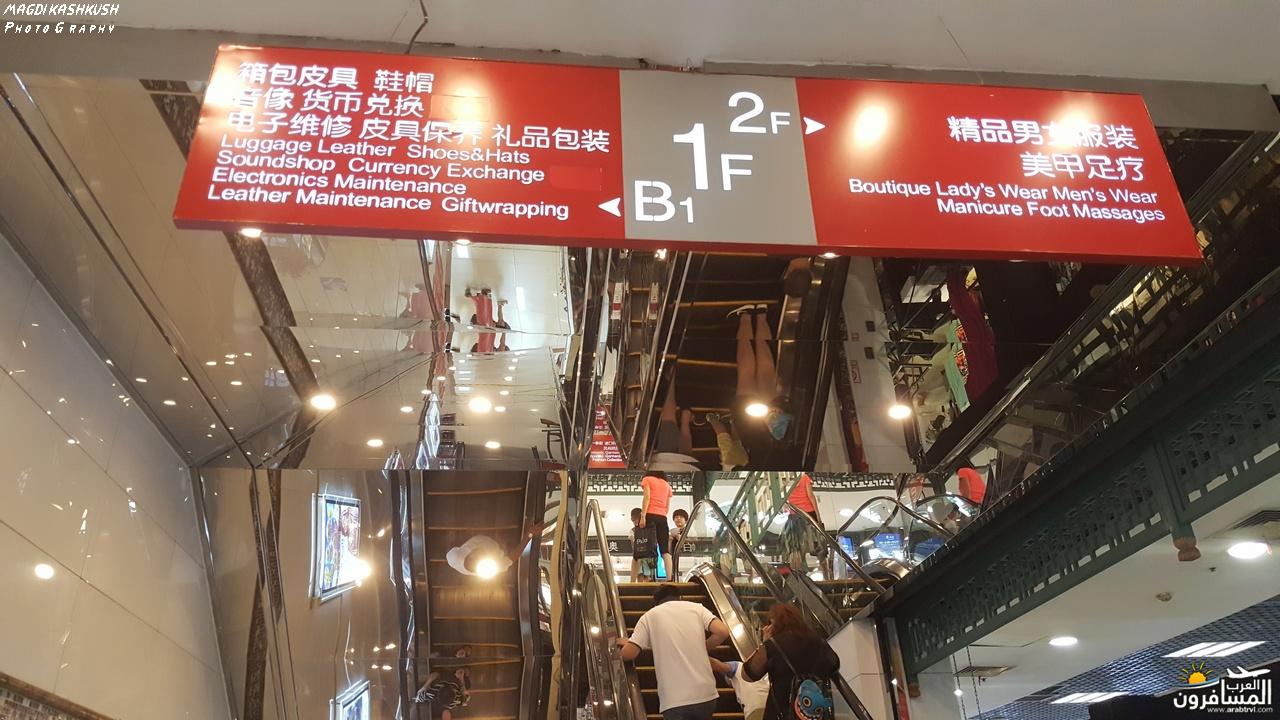 MAGDI KASHKUSH
PHOTOGRAPHY
箱包皮具 鞋帽
音像 货币兑换
电子维修 皮具保养 礼品包装
Luggage Leather Shoes&Hats
Soundshop Currency Exchange
Electronics Maintenance
Leather Maintenance Giftwrapping
2F
1F
B1
精品男女服装
美甲足疗
Boutique Lady's Wear Men's Wear
Manicure Foot Massages
العرب
المسافرون
www.arabtrvl.com